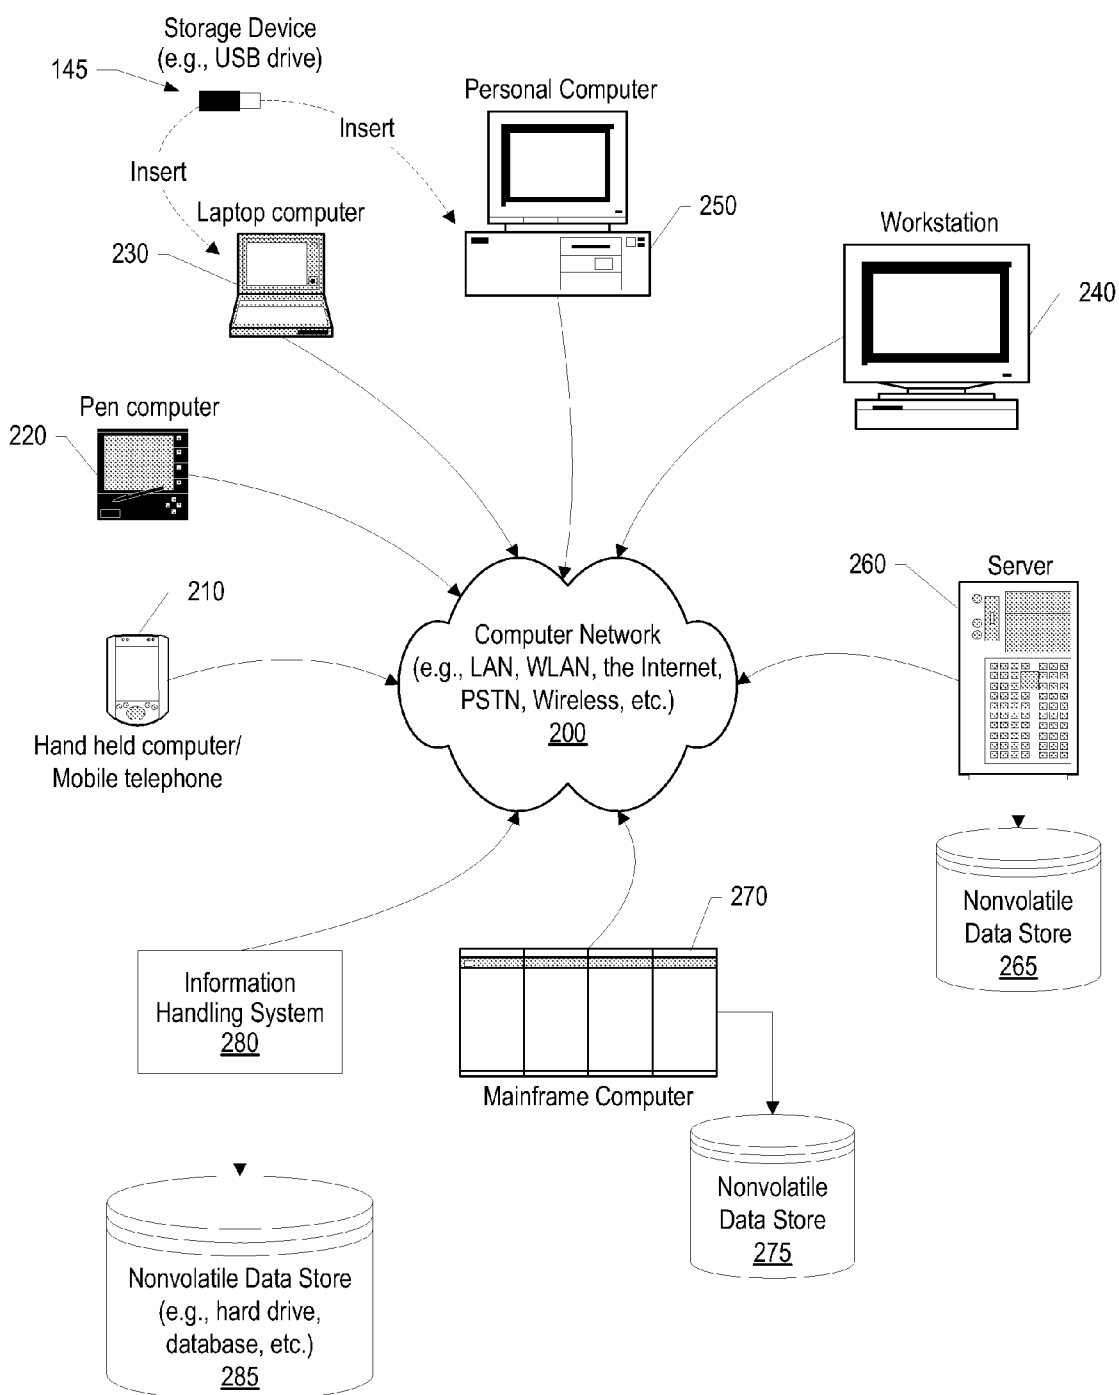 Storage Device
(e.g., USB drive)
145
Personal Computer
Insert
Insert
Laptop computer
250
Workstation
230
240
Pen computer
220
260
Server
210
Computer Network
(e.g., LAN, WLAN, the Internet,
PSTN, Wireless, etc.)
200
Hand held computer/
Mobile telephone
270
Nonvolatile
Data Store
265
Information
Handling System
280
Mainframe Computer
Nonvolatile
Data Store
275
Nonvolatile Data Store
(e.g., hard drive,
database, etc.)
285